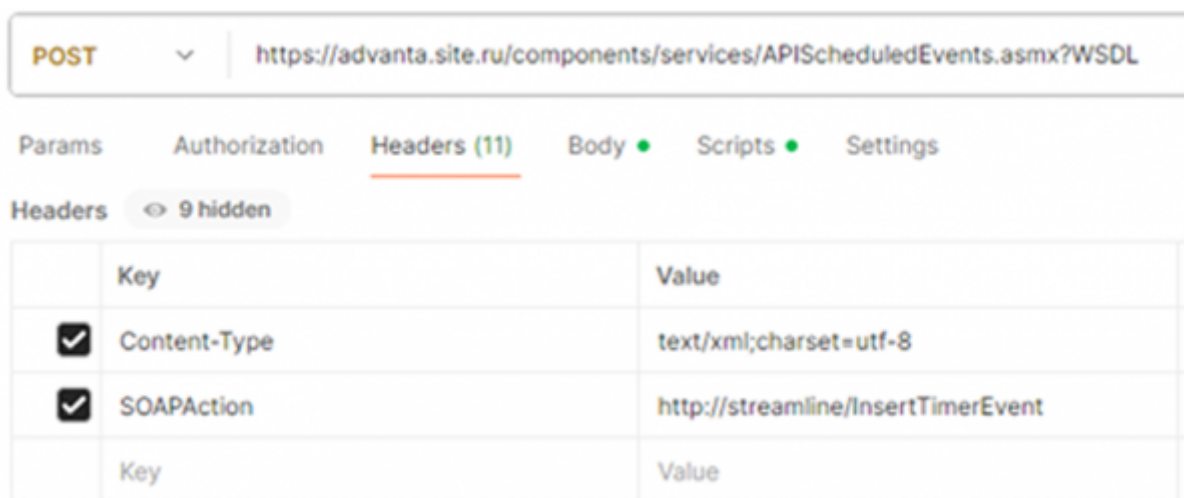 POST https://advanta.site.ru/components/services/APIScheduledEvents.asmx?WSDL
Params Authorization Headers (11) Body Scripts Settings
Headers 9 hidden
Key Value
Content-Type text/xml;charset=utf-8
SOAPAction http://streamline/InsertTimerEvent
Key Value